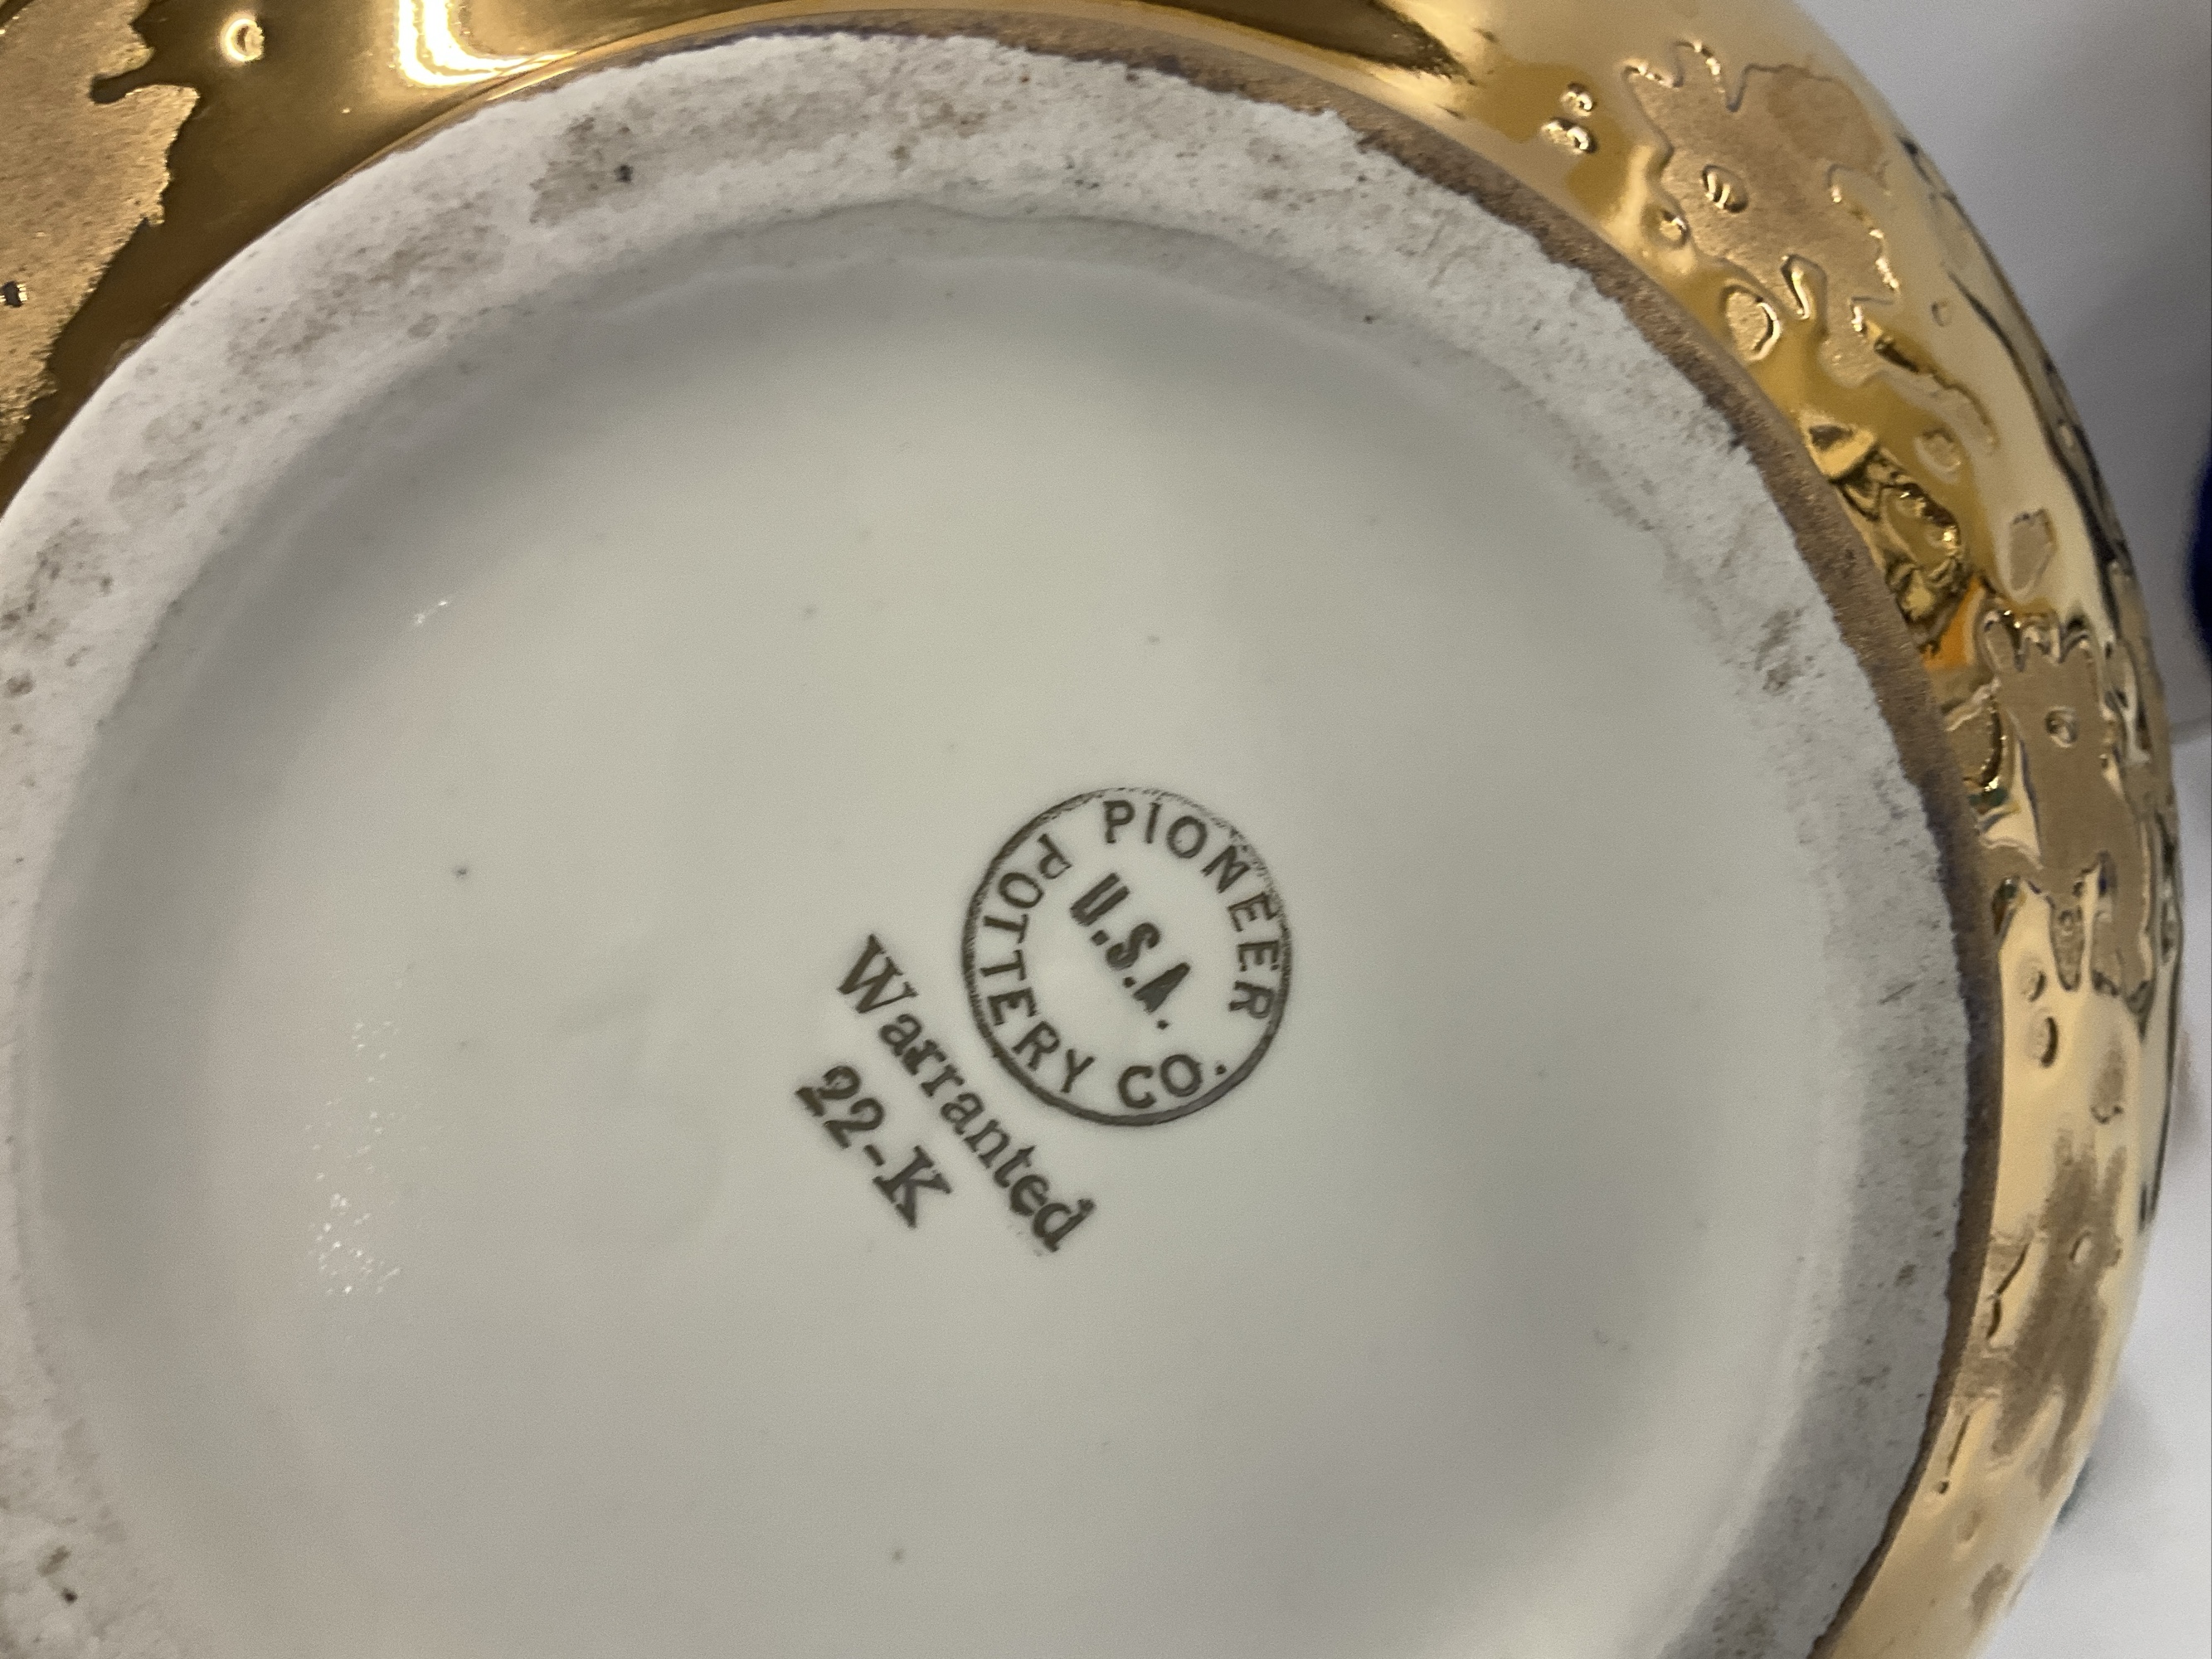 PIONEER
POTTERY CO.
U.S.A.
Warranted
22-K